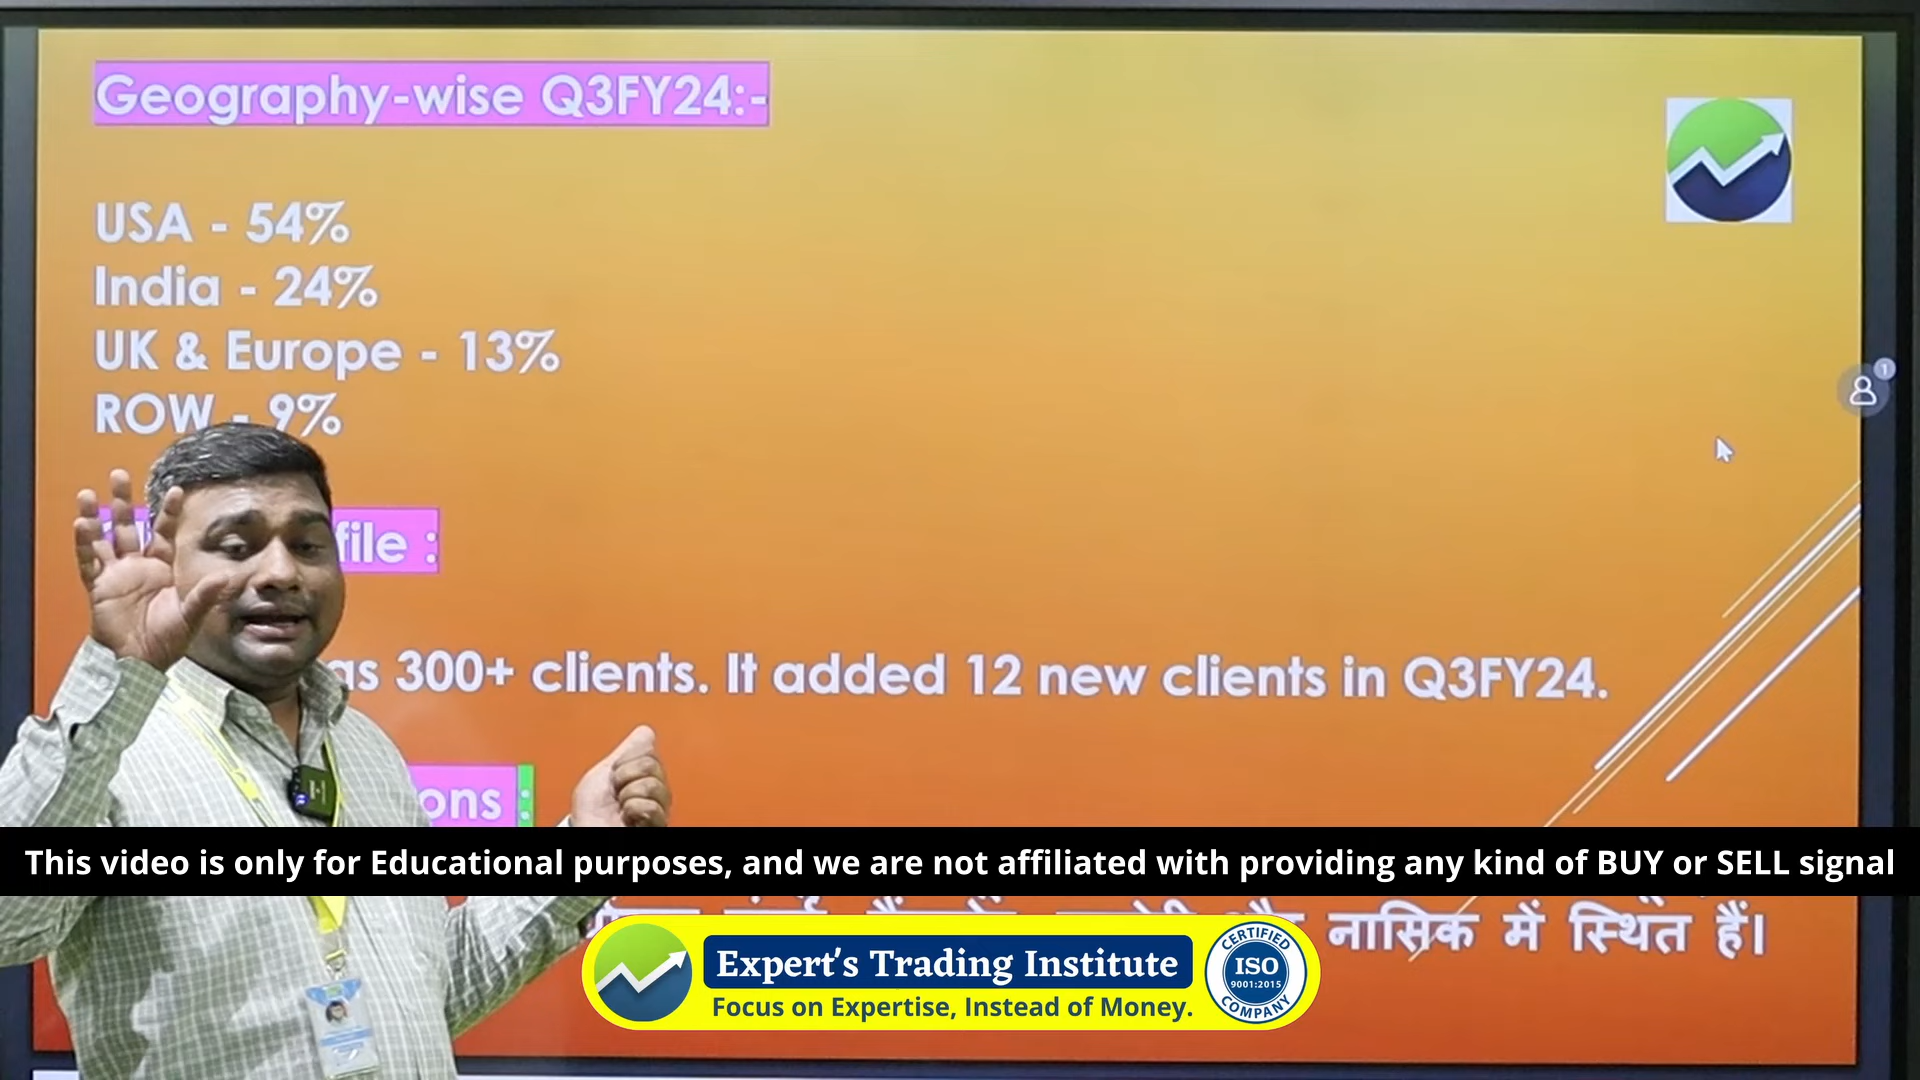 Geography-wise Q3FY24:-
USA - 54%
India - 24%
UK & Europe - 13%
ROW - 9%
file :
as 300+ clients. It added 12 new clients in Q3FY24.
ons :
This video is only for Educational purposes, and we are not affiliated with providing any kind of BUY or SELL signal
नासिक में स्थित हैं।
Expert's Trading Institute
Focus on Expertise, Instead of Money.
CERTIFIED
ISO
9001:2015
COMPANY
1